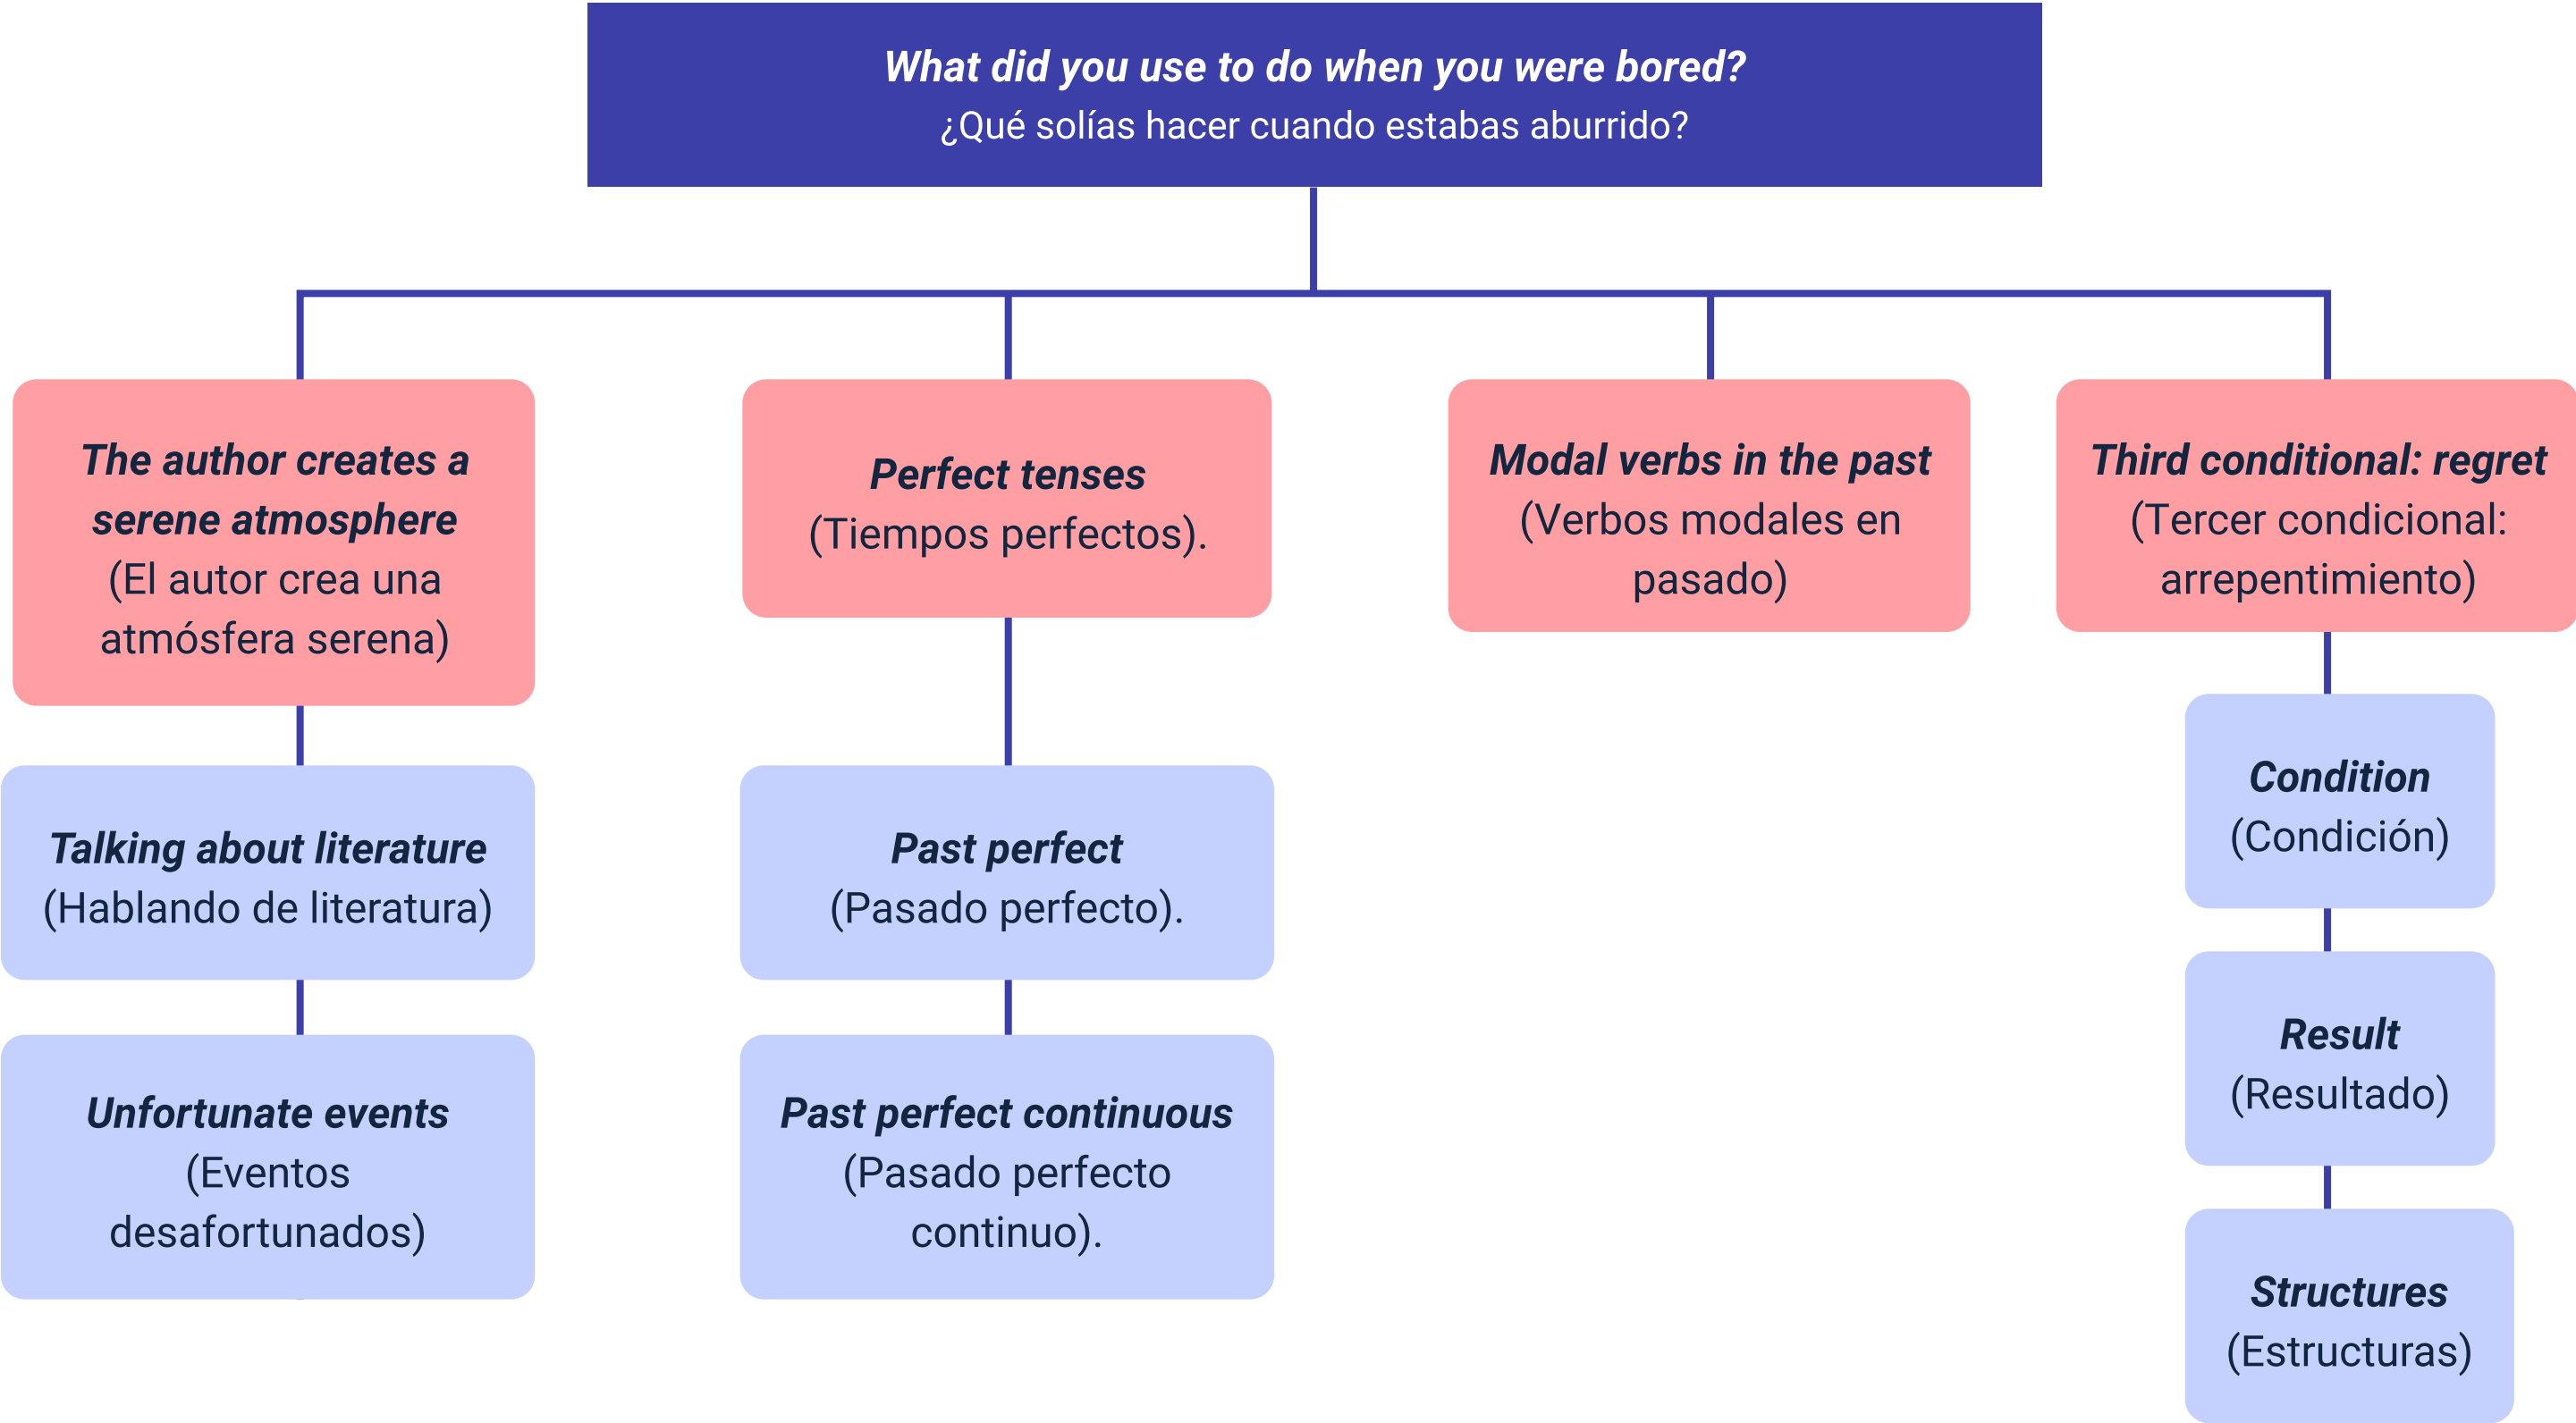 What did you use to do when you were bored?
¿Qué solías hacer cuando estabas aburrido?
The author creates a
serene atmosphere
(El autor crea una
atmósfera serena)
Talking about literature
(Hablando de literatura)
Unfortunate events
(Eventos
desafortunados)
Perfect tenses
(Tiempos perfectos).
Past perfect
(Pasado perfecto).
Past perfect continuous
(Pasado perfecto
continuo).
Modal verbs in the past
(Verbos modales en
pasado)
Third conditional: regret
(Tercer condicional:
arrepentimiento)
Condition
(Condición)
Result
(Resultado)
Structures
(Estructuras)